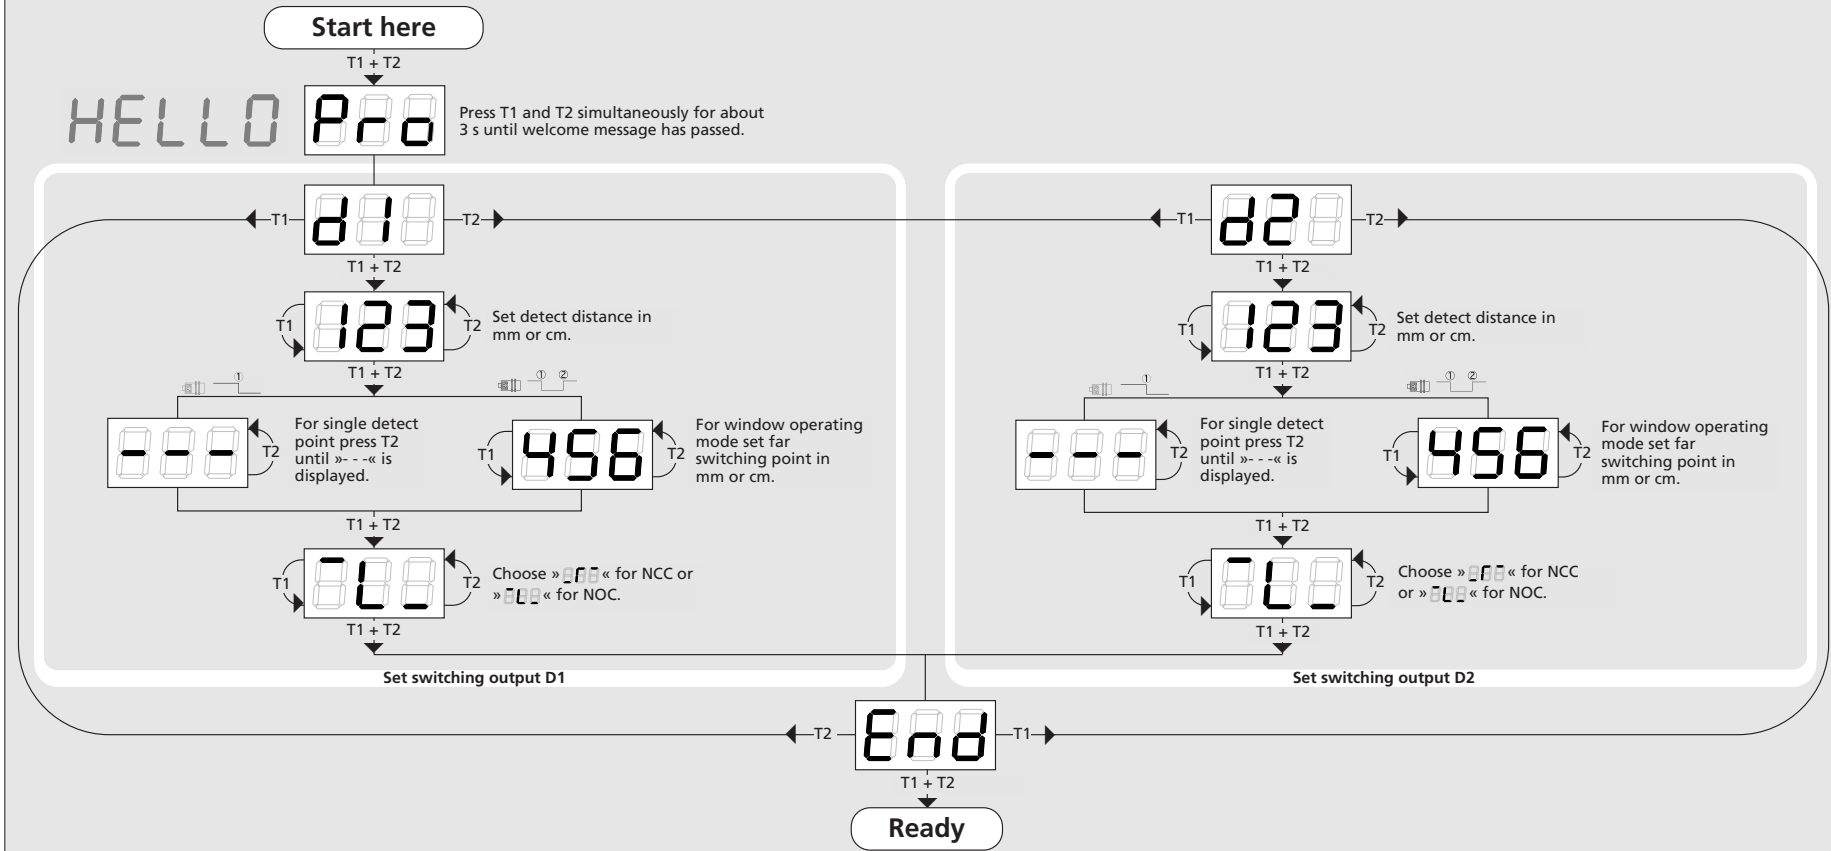 Start here
T1 + T2
HELLO
Pro
Press T1 and T2 simultaneously for about
3 s until welcome message has passed.
T1
d1
T2
T1 + T2
T1
123
T2
Set detect distance in
mm or cm.
T1 + T2
①
① ②
---
T2
For single detect
point press T2
until »- - -« is
displayed.
T1
456
T2
For window operating
mode set far
switching point in
mm or cm.
T1 + T2
T1
T2
Choose » « for NCC or
» « for NOC.
T1 + T2
Set switching output D1
T1
d2
T2
T1 + T2
T1
123
T2
Set detect distance in
mm or cm.
T1 + T2
①
① ②
---
T2
For single detect
point press T2
until »- - -« is
displayed.
T1
456
T2
For window operating
mode set far
switching point in
mm or cm.
T1 + T2
T1
T2
Choose » « for NCC
or » « for NOC.
T1 + T2
Set switching output D2
T2
End
T1
T1 + T2
Ready